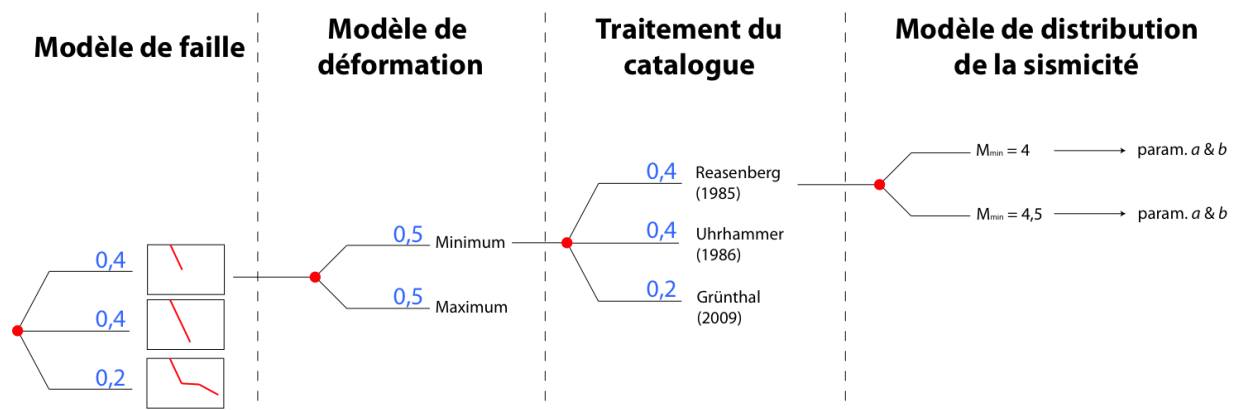 Modèle de faille
Modèle de
déformation
Traitement du
catalogue
Modèle de distribution
de la sismicité
0,4
0,4
0,2
0,5
Minimum
0,5
Maximum
0,4
Reasenberg
(1985)
0,4
Uhrhammer
(1986)
0,2
Grünthal
(2009)
Mmin = 4
param. a & b
Mmin = 4,5
param. a & b